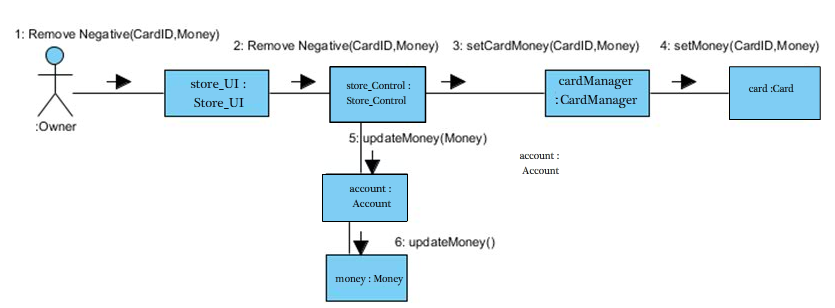 1: Remove Negative(CardID,Money)
2: Remove Negative(CardID,Money)
3: setCardMoney(CardID,Money)
4: setMoney(CardID,Money)
:Owner
store_UI :
Store_UI
store_Control :
Store_Control
cardManager
:CardManager
card :Card
5: updateMoney(Money)
account :
Account
account :
Account
6: updateMoney()
money : Money